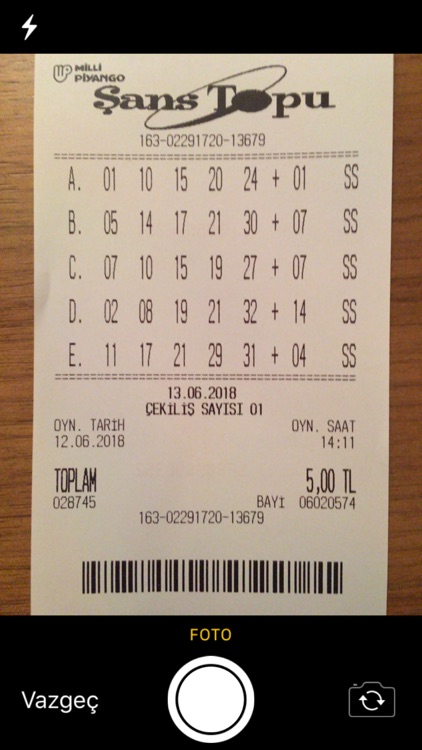 MİLLİ
PİYANGO
Şans Topu
163-02291720-13679
A. 01 10 15 20 24 + 01 SS
B. 05 14 17 21 30 + 07 SS
C. 07 10 15 19 27 + 07 SS
D. 02 08 19 21 32 + 14 SS
E. 11 17 21 29 31 + 04 SS
13.06.2018
ÇEKİLİŞ SAYISI 01
OYN. TARİH OYN. SAAT
12.06.2018 14:11
TOPLAM 5,00 TL
028745 BAYİ 06020574
163-02291720-13679
FOTO
Vazgeç